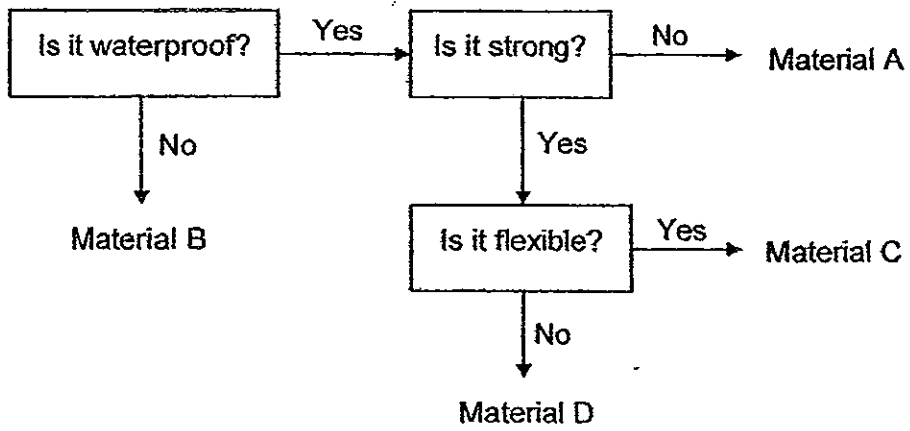 Is it waterproof?
Yes
Is it strong?
No
Material A
No
Yes
Material B
Is it flexible?
Yes
Material C
No
Material D